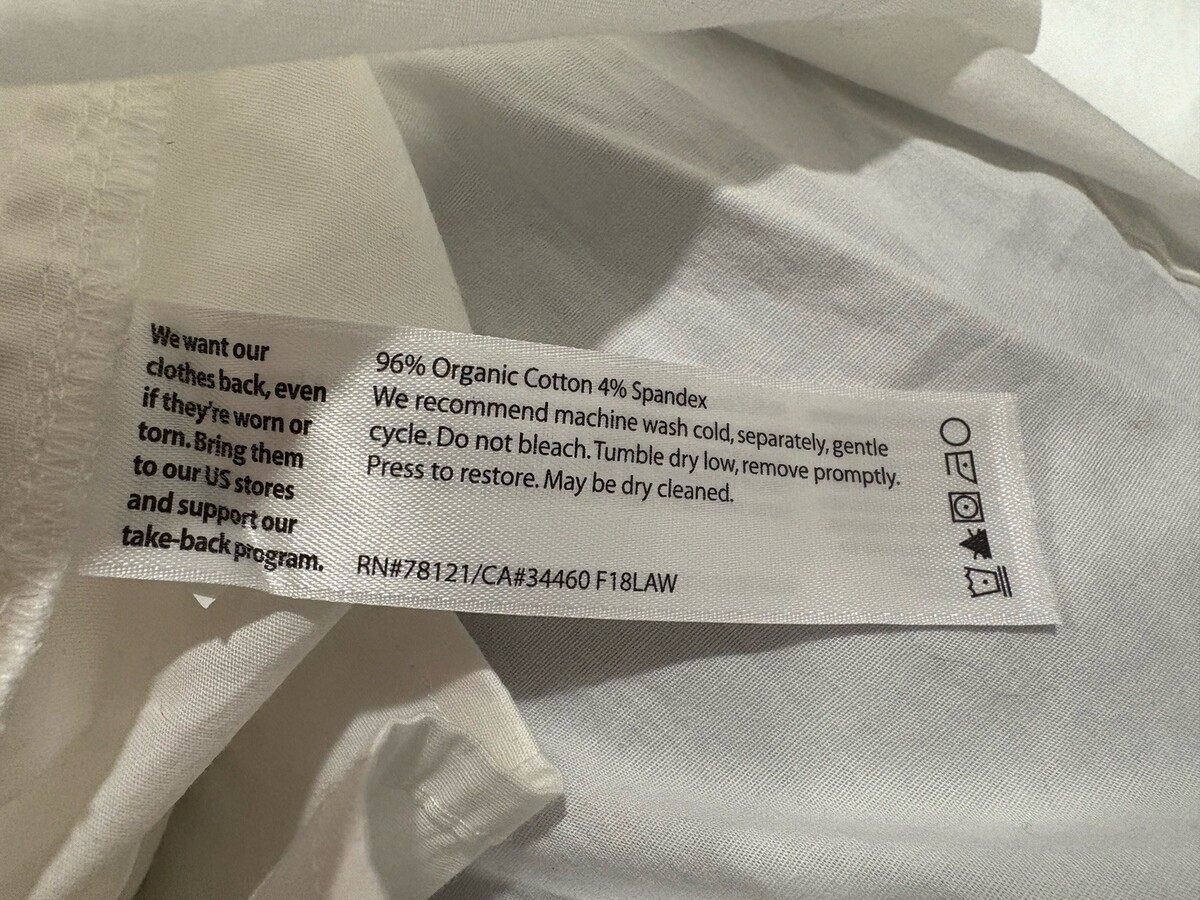 We want our
clothes back, even
if they're worn or
torn. Bring them
to our US stores
and support our
take-back program.
96% Organic Cotton 4% Spandex
We recommend machine wash cold, separately, gentle
cycle. Do not bleach. Tumble dry low, remove promptly.
Press to restore. May be dry cleaned.
RN#78121/CA#34460 F18LAW